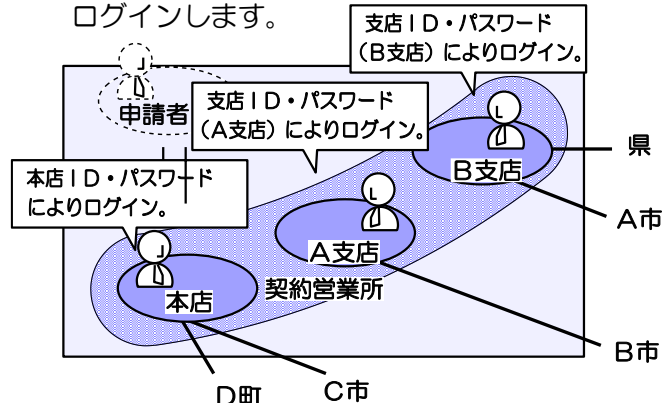 ログインします。
支店ID・パスワード
(B支店)によりログイン。
申請者
支店ID・パスワード
(A支店)によりログイン。
B支店
県
本店ID・パスワード
によりログイン。
A市
A支店
契約営業所
本店
B市
D町
C市